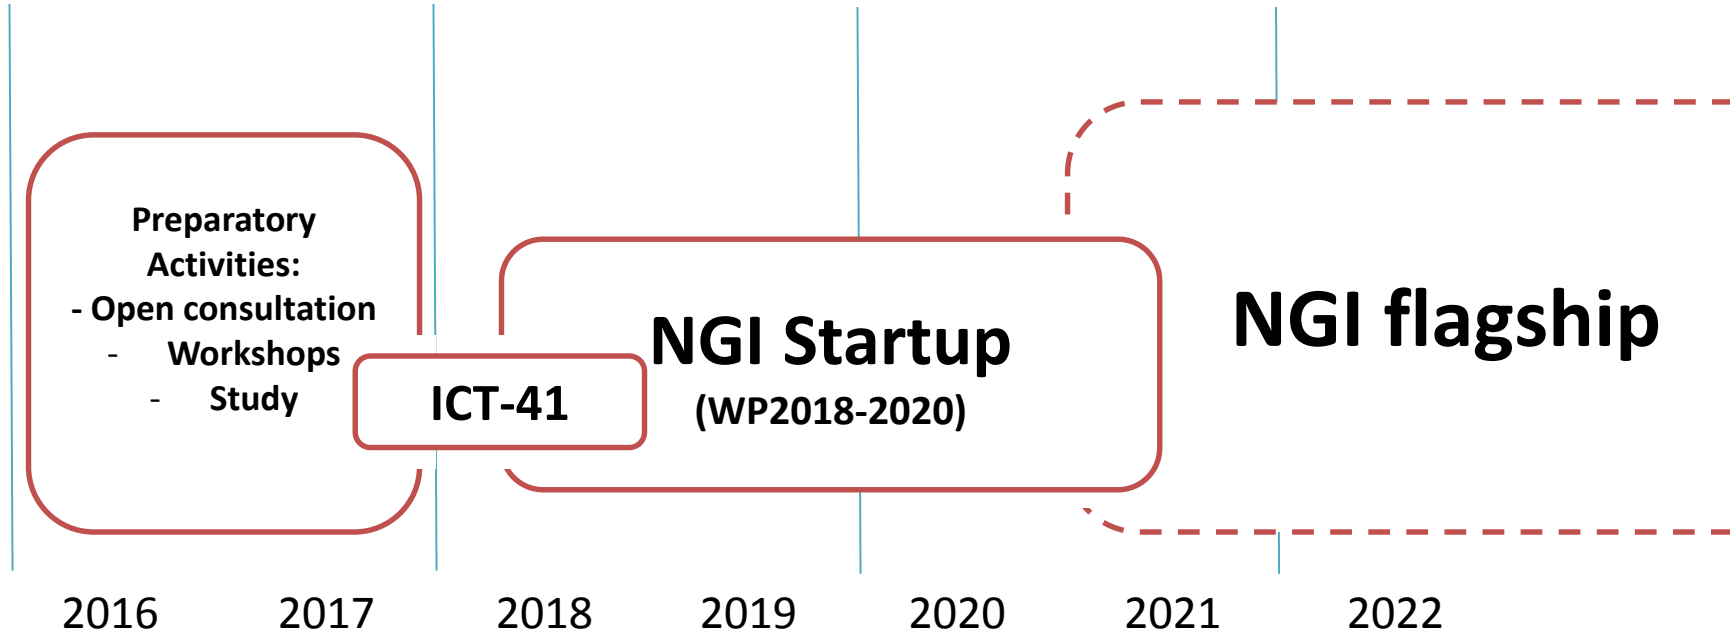 Preparatory
Activities:
- Open consultation
- Workshops
- Study
ICT-41
NGI Startup
(WP2018-2020)
NGI flagship
2016 2017 2018 2019 2020 2021 2022